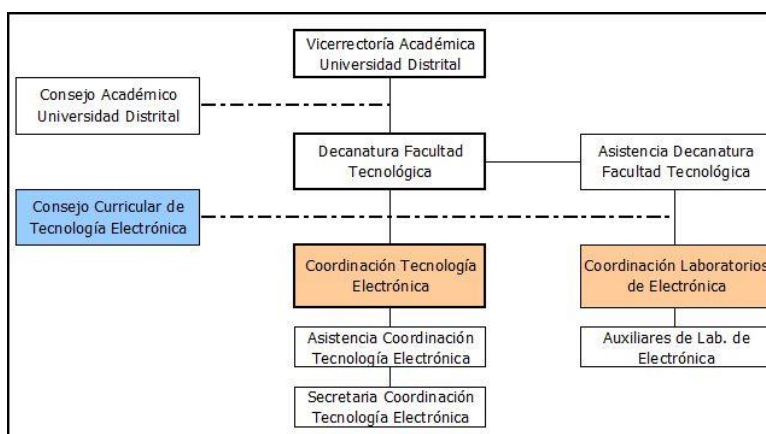 Vicerrectoría Académica
Universidad Distrital
Consejo Académico
Universidad Distrital
Decanatura Facultad
Tecnológica
Asistencia Decanatura
Facultad Tecnológica
Consejo Curricular de
Tecnología Electrónica
Coordinación Tecnología
Electrónica
Coordinación Laboratorios
de Electrónica
Asistencia Coordinación
Tecnología Electrónica
Auxiliares de Lab. de
Electrónica
Secretaria Coordinación
Tecnología Electrónica